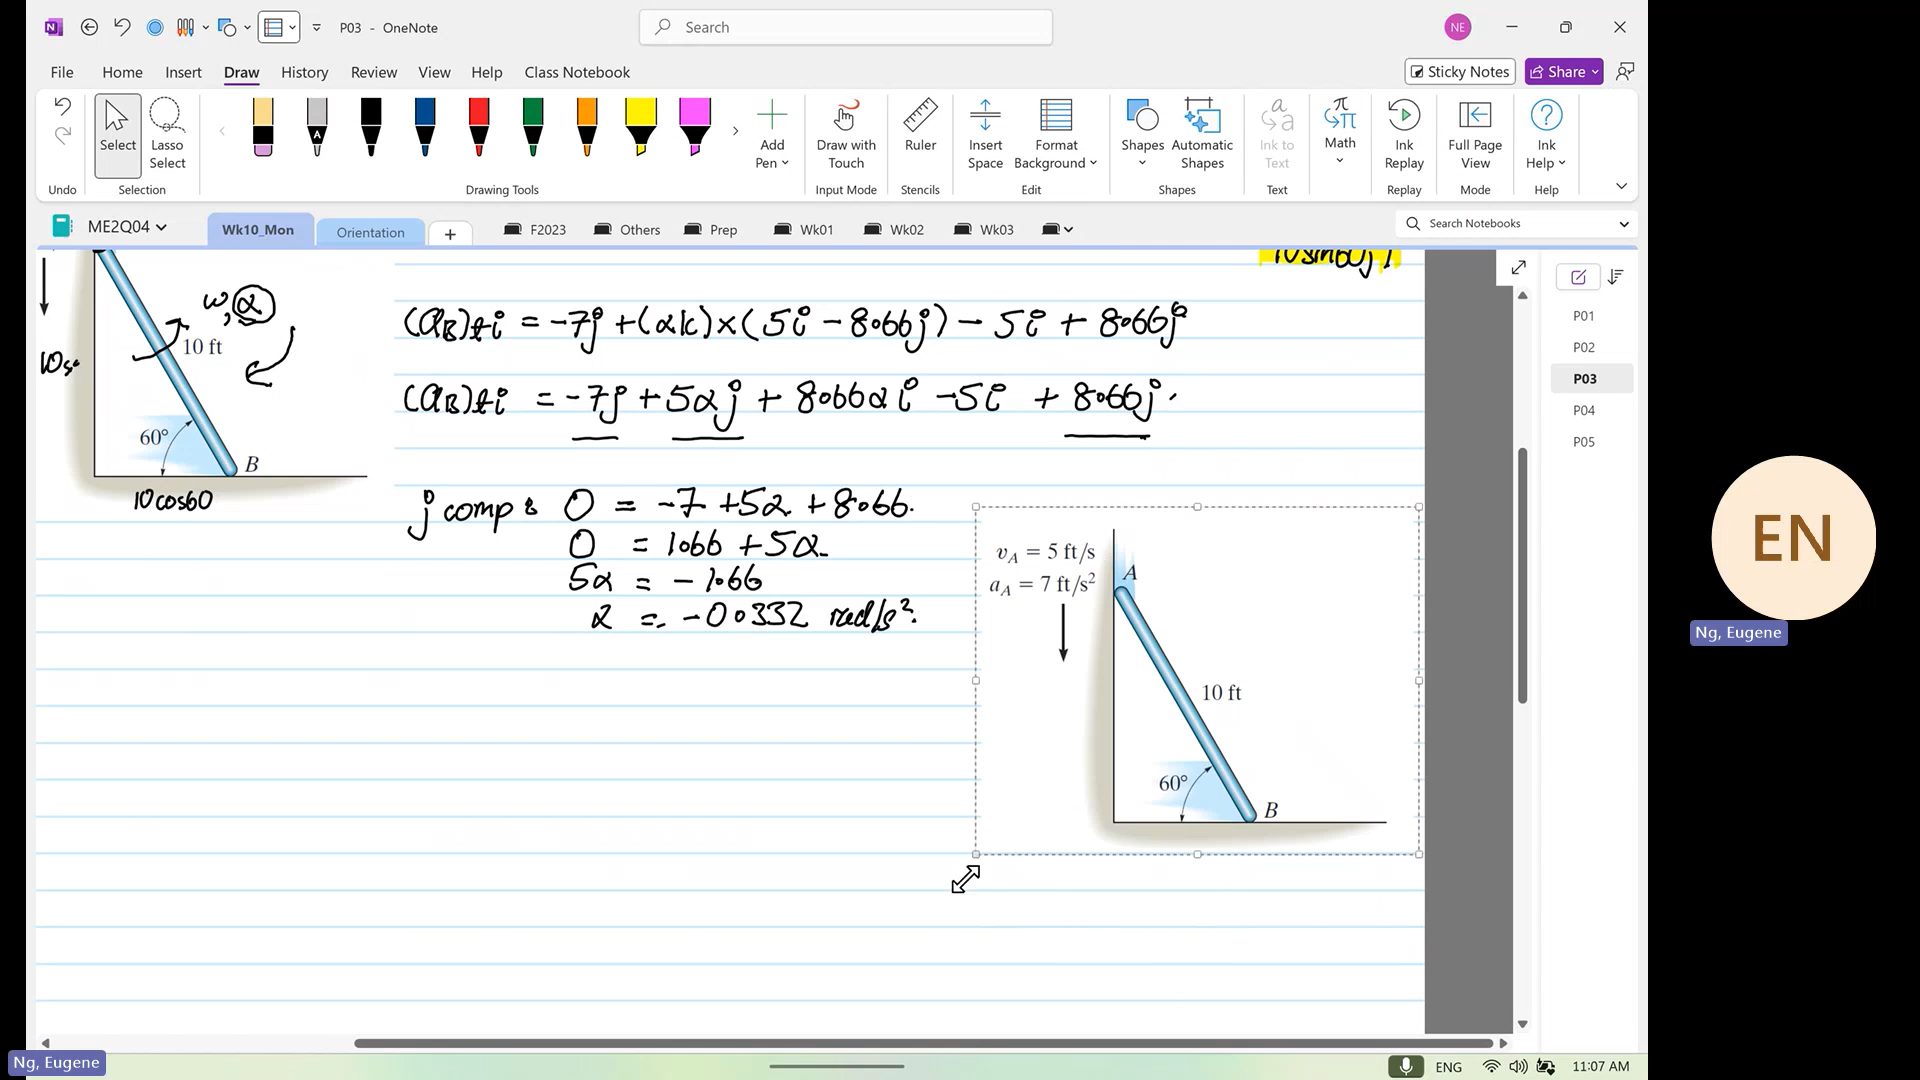 P03 - OneNote
Search
NE
File Home Insert Draw History Review View Help Class Notebook
Sticky Notes
Share
Select
Lasso Select
Add Pen
Draw with Touch
Ruler
Insert Space
Format Background
Shapes
Automatic Shapes
Ink to Text
Math
Ink Replay
Full Page View
Ink Help
Undo
Selection
Drawing Tools
Input Mode
Stencils
Edit
Shapes
Text
Replay
Mode
Help
ME2Q04
Wk10_Mon
Orientation
F2023
Others
Prep
Wk01
Wk02
Wk03
Search Notebooks
P01
P02
P03
P04
P05
10sin60j)
ω, α
10 ft
60°
B
10cos60
(aB)t i = -7j + (αk) × (5i - 8.66j) - 5i + 8.66j
(aB)t i = -7j + 5αj + 8.66αi - 5i + 8.66j
j comp: 0 = -7 + 5α + 8.66
0 = 1.66 + 5α
5α = -1.66
α = -0.332 rad/s².
vA = 5 ft/s
aA = 7 ft/s²
A
10 ft
60°
B
EN
Ng, Eugene
Ng, Eugene
ENG
11:07 AM